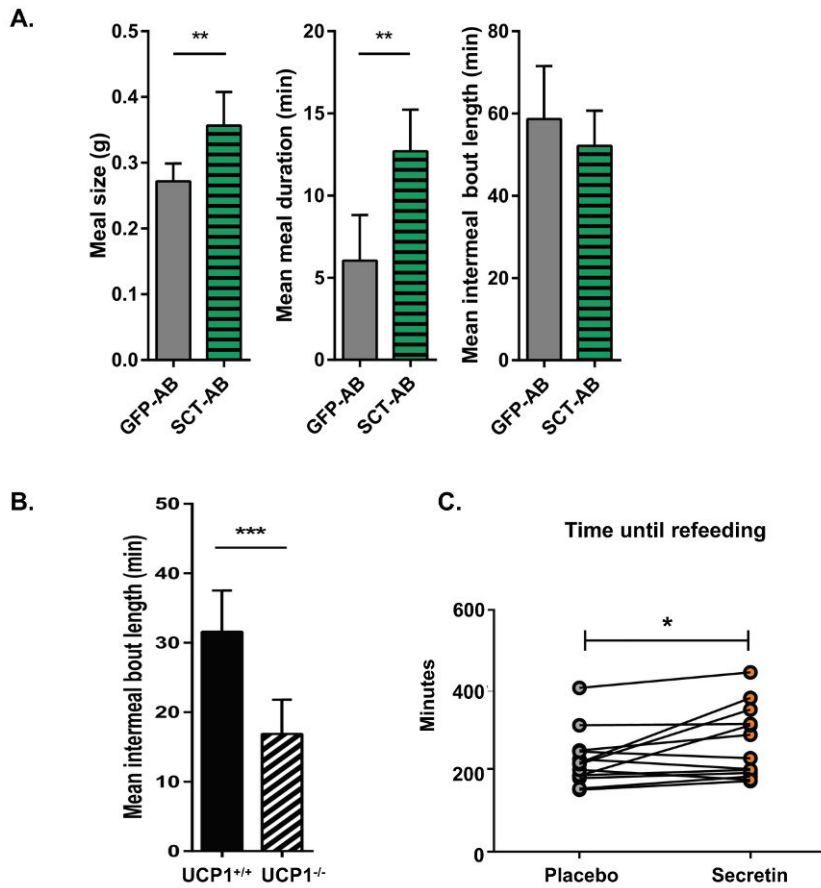 A.
Meal size (g)
0.5
0.4
0.3
0.2
0.1
0.0
**
GFP-AB
SCT-AB
Mean meal duration (min)
20
15
10
5
0
**
GFP-AB
SCT-AB
Mean intermeal bout length (min)
80
60
40
20
0
GFP-AB
SCT-AB
B.
Mean intermeal bout length (min)
50
40
30
20
10
0
***
UCP1+/+
UCP1-/-
C.
Time until refeeding
Minutes
600
400
200
0
*
Placebo
Secretin